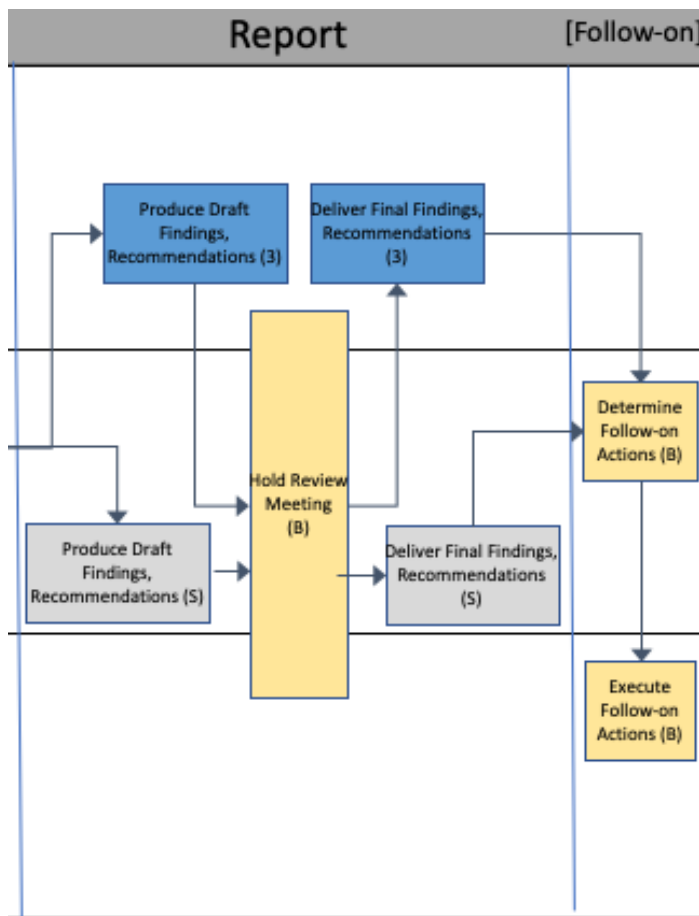 Report
[Follow-on]
Produce Draft
Findings,
Recommendations (3)
Deliver Final Findings,
Recommendations
(3)
Hold Review
Meeting
(B)
Determine
Follow-on
Actions (B)
Produce Draft
Findings,
Recommendations (S)
Deliver Final Findings,
Recommendations
(S)
Execute
Follow-on
Actions (B)